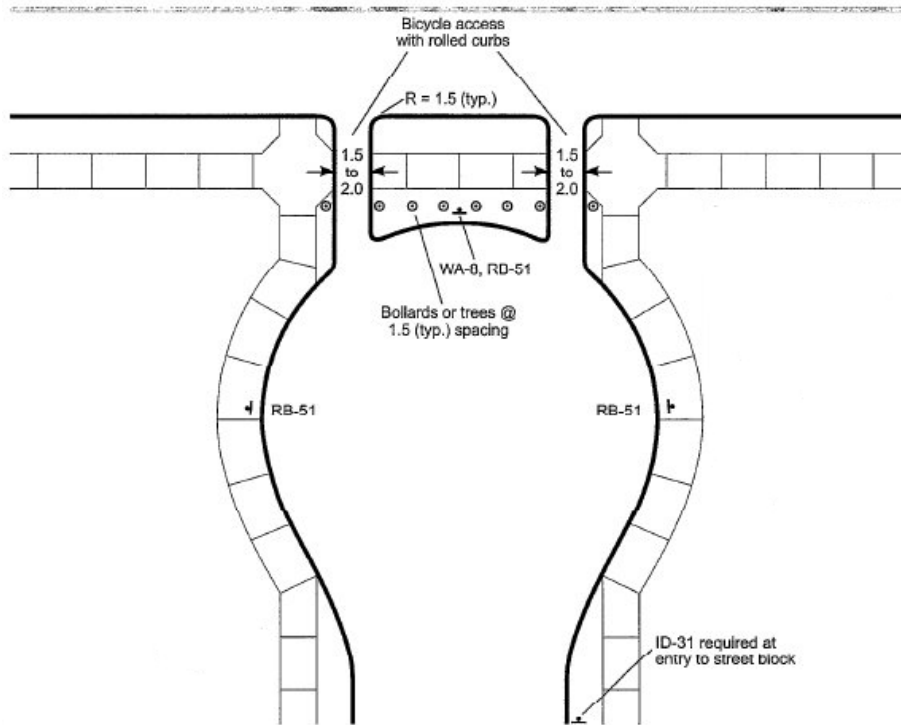 Bicycle access
with rolled curbs
R = 1.5 (typ.)
1.5
to
2.0
1.5
to
2.0
WA-8, RB-51
Bollards or trees @
1.5 (typ.) spacing
RB-51
RB-51
ID-31 required at
entry to street block